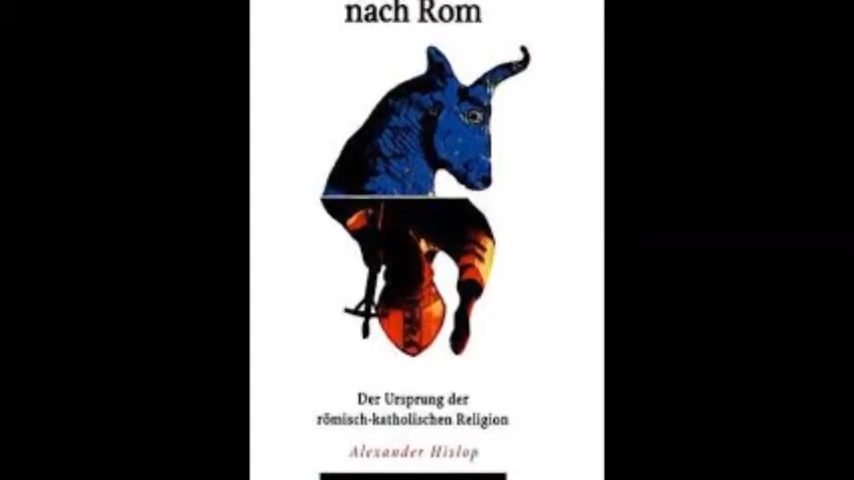 nach Rom
Der Ursprung der
römisch-katholischen Religion
Alexander Hislop